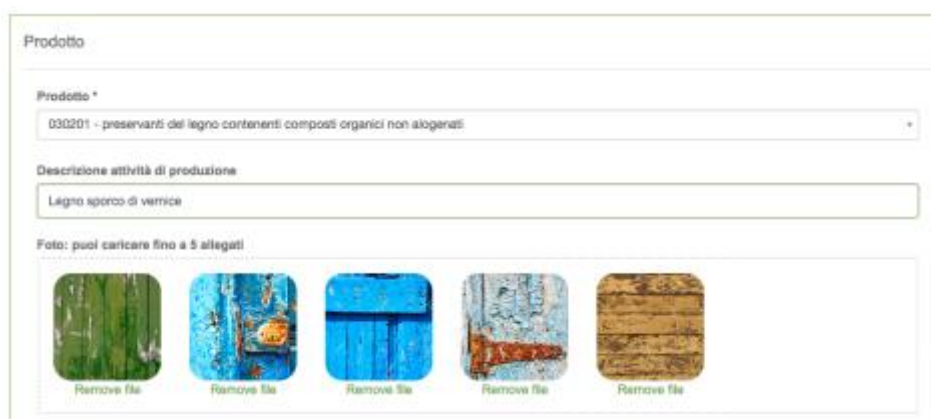 Prodotto
Prodotto *
030201 - preservanti del legno contenenti composti organici non alogenati
Descrizione attività di produzione
Legno sporco di vernice
Foto: puoi caricare fino a 5 allegati
Remove file Remove file Remove file Remove file Remove file